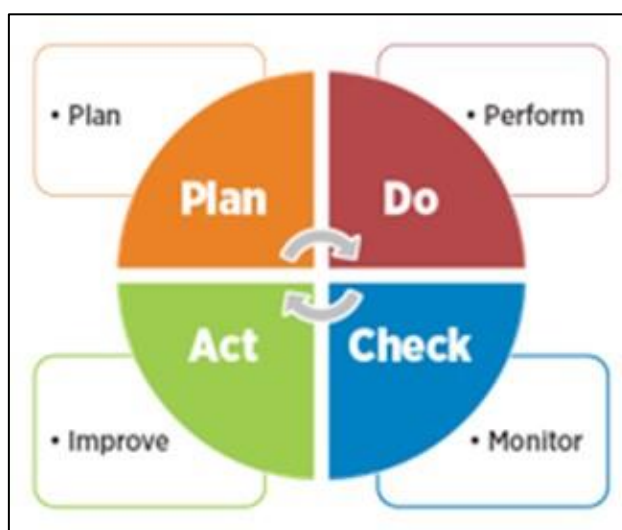 • Plan
• Perform
Plan
Do
Act
Check
• Improve
• Monitor